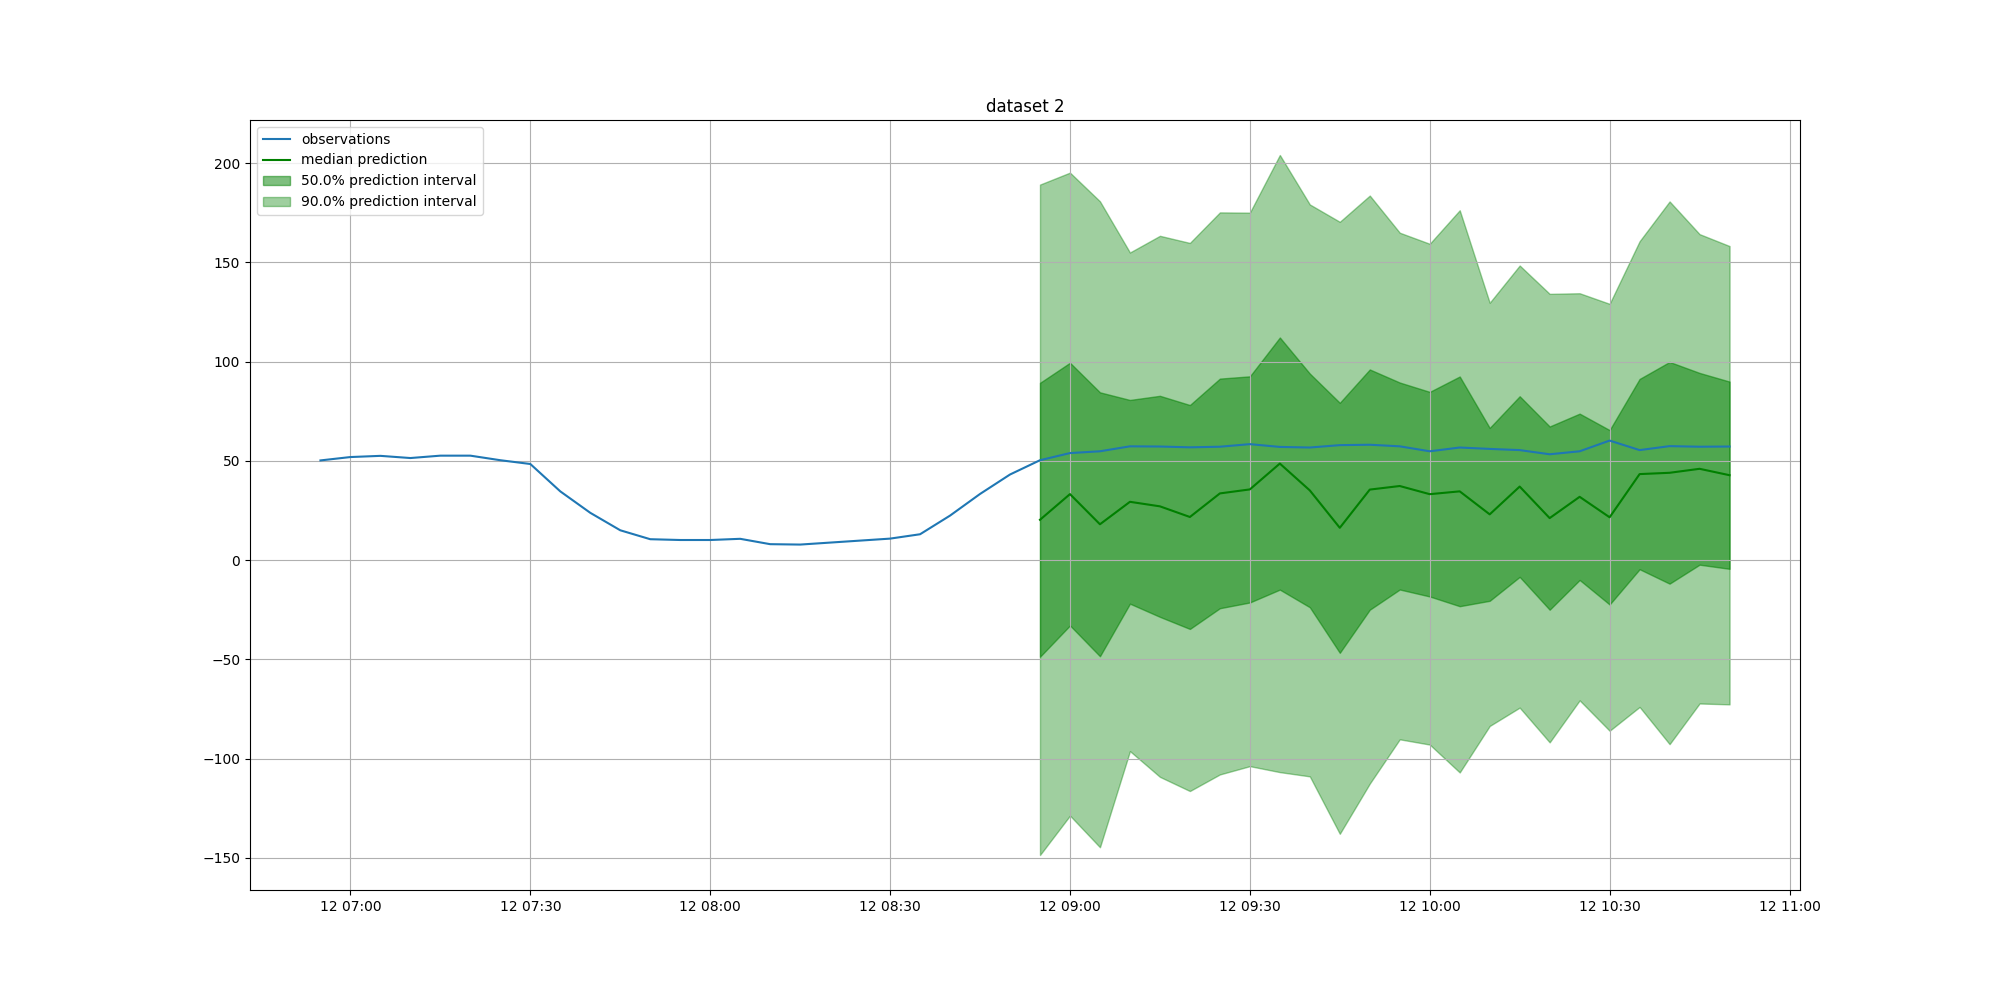 dataset 2
observations
median prediction
50.0% prediction interval
90.0% prediction interval
200
150
100
50
0
−50
−100
−150
12 07:00 12 07:30 12 08:00 12 08:30 12 09:00 12 09:30 12 10:00 12 10:30 12 11:00